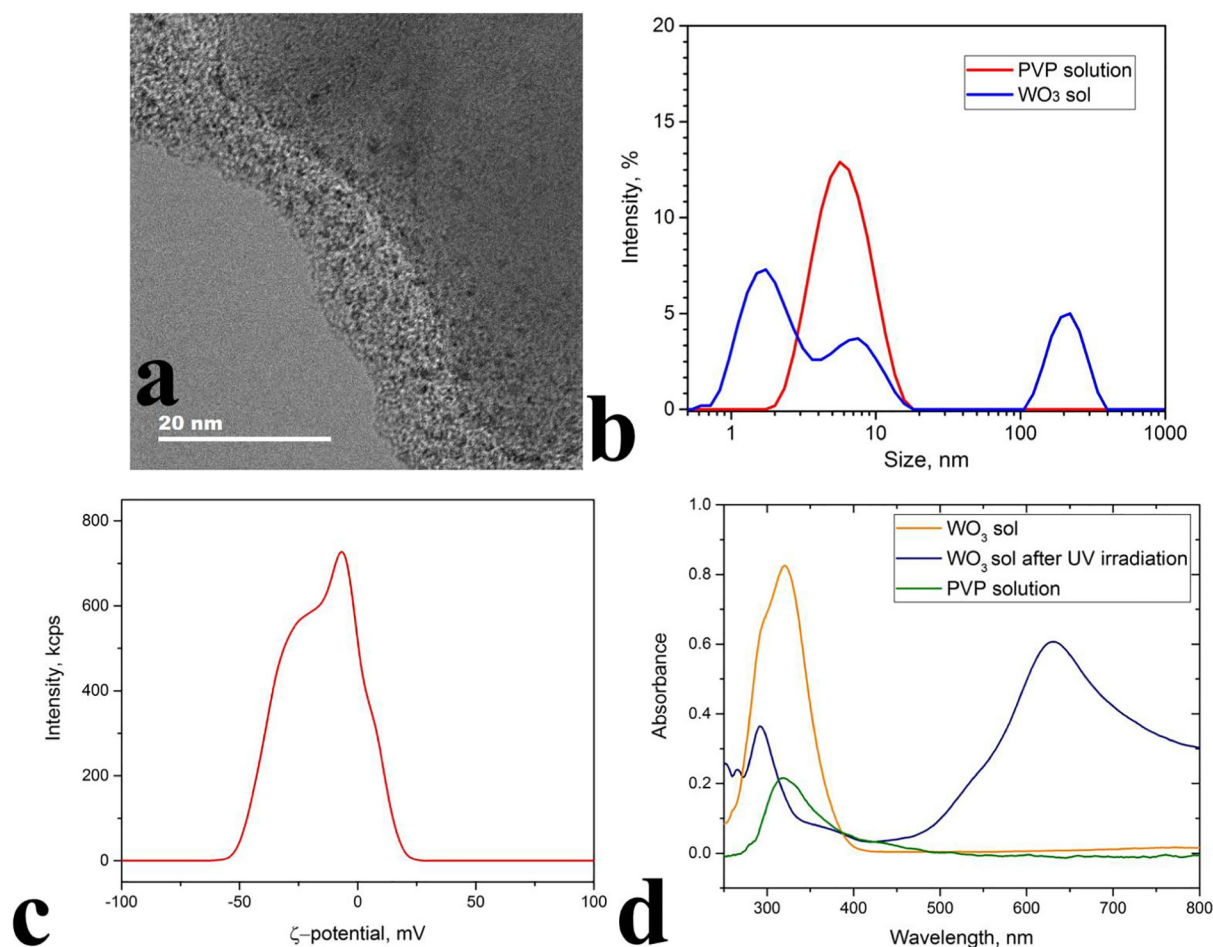 a
20 nm
20
15
10
5
0
Intensity, %
PVP solution
WO3 sol
1
10
100
1000
Size, nm
b
800
600
400
200
0
Intensity, kcps
-100
-50
0
50
100
ζ−potential, mV
c
1.0
0.8
0.6
0.4
0.2
0.0
Absorbance
WO3 sol
WO3 sol after UV irradiation
PVP solution
300
400
500
600
700
800
Wavelength, nm
d